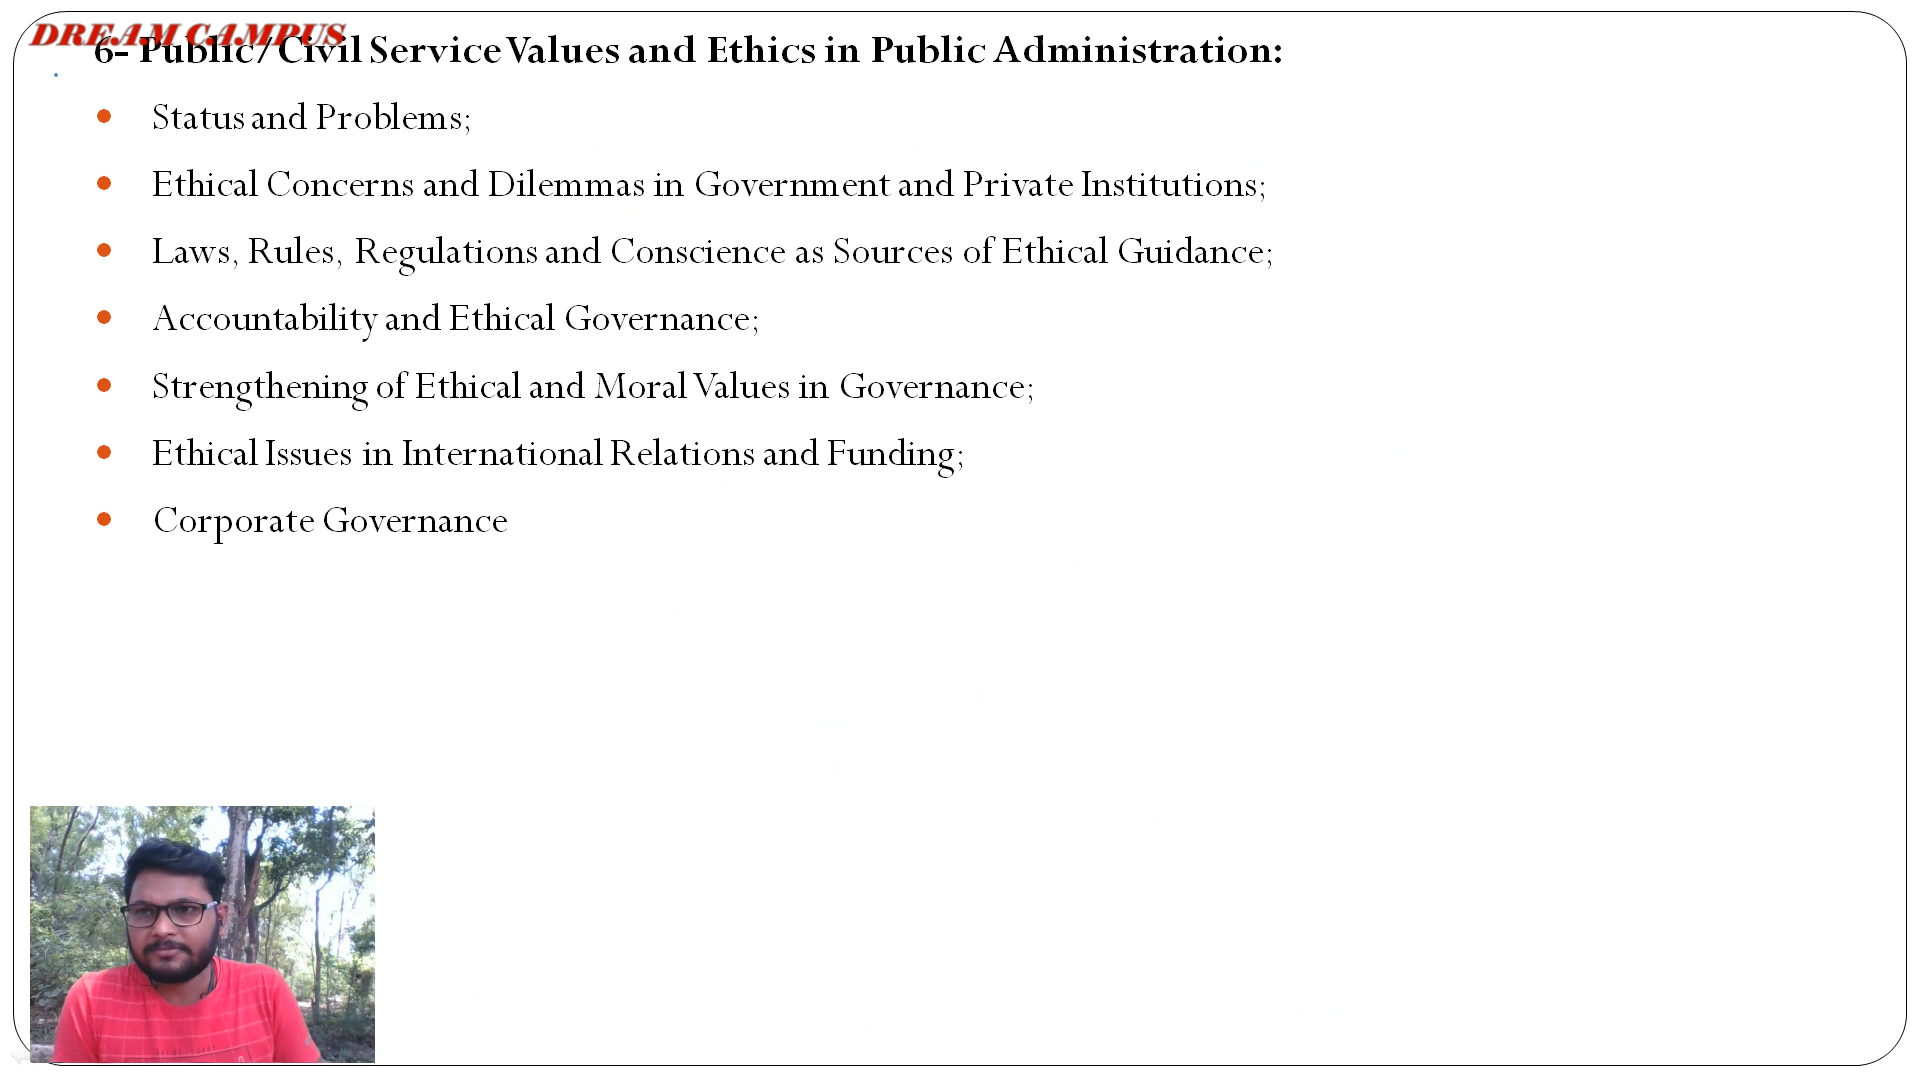 DREAM CAMPUS
6- Public/Civil Service Values and Ethics in Public Administration:
Status and Problems;
Ethical Concerns and Dilemmas in Government and Private Institutions;
Laws, Rules, Regulations and Conscience as Sources of Ethical Guidance;
Accountability and Ethical Governance;
Strengthening of Ethical and Moral Values in Governance;
Ethical Issues in International Relations and Funding;
Corporate Governance